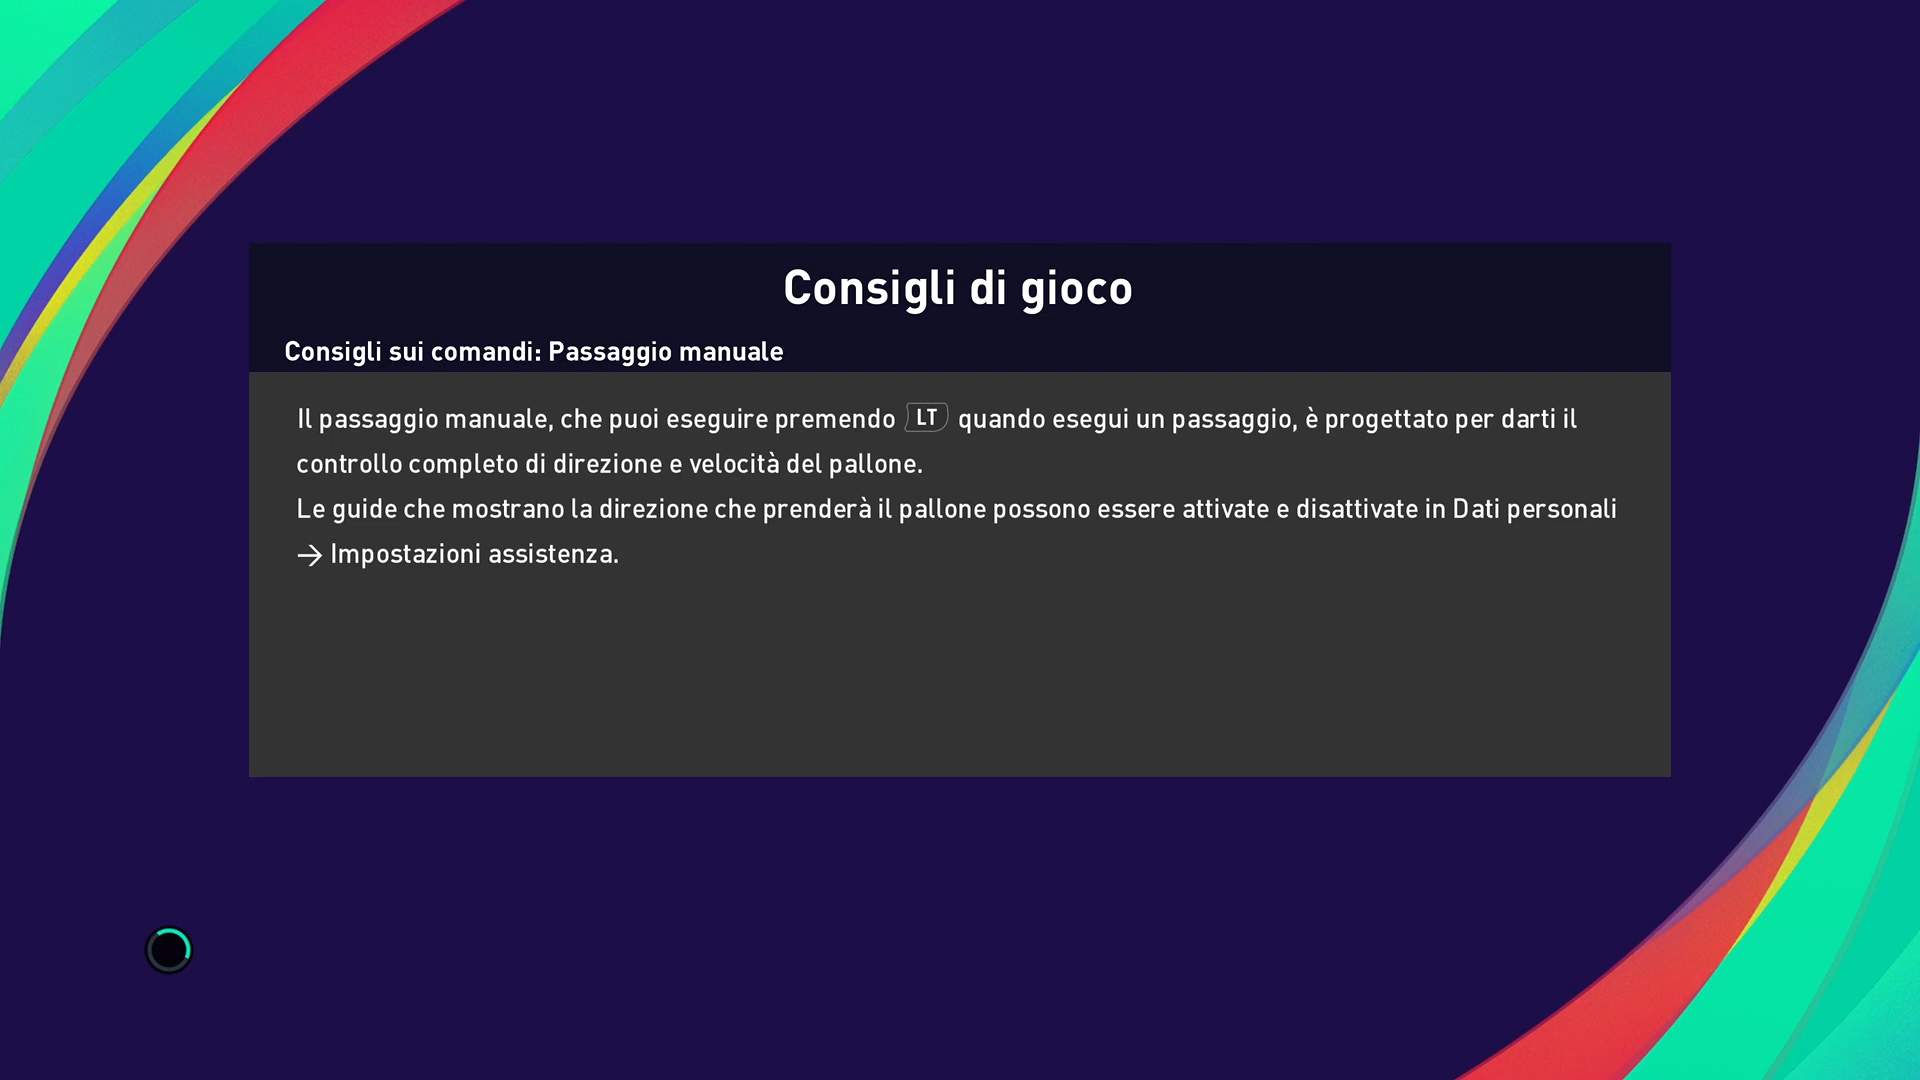 Consigli di gioco
Consigli sui comandi: Passaggio manuale
Il passaggio manuale, che puoi eseguire premendo LT quando esegui un passaggio, è progettato per darti il
controllo completo di direzione e velocità del pallone.
Le guide che mostrano la direzione che prenderà il pallone possono essere attivate e disattivate in Dati personali
→ Impostazioni assistenza.